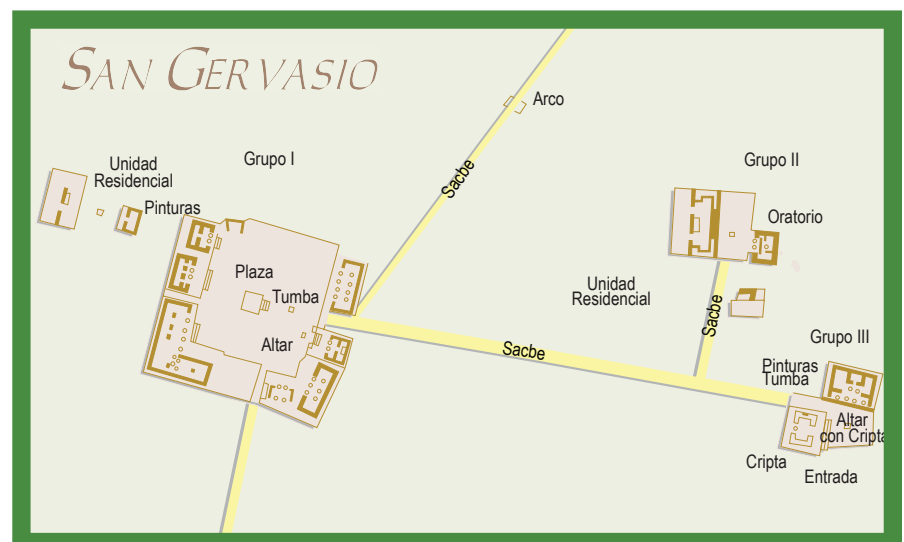 SAN GERVASIO
Arco
Sacbe
Grupo I
Unidad
Residencial
Pinturas
Plaza
Tumba
Altar
Grupo II
Oratorio
Unidad
Residencial
Sacbe
Sacbe
Grupo III
Pinturas
Tumba
Altar
con Cripta
Cripta
Entrada